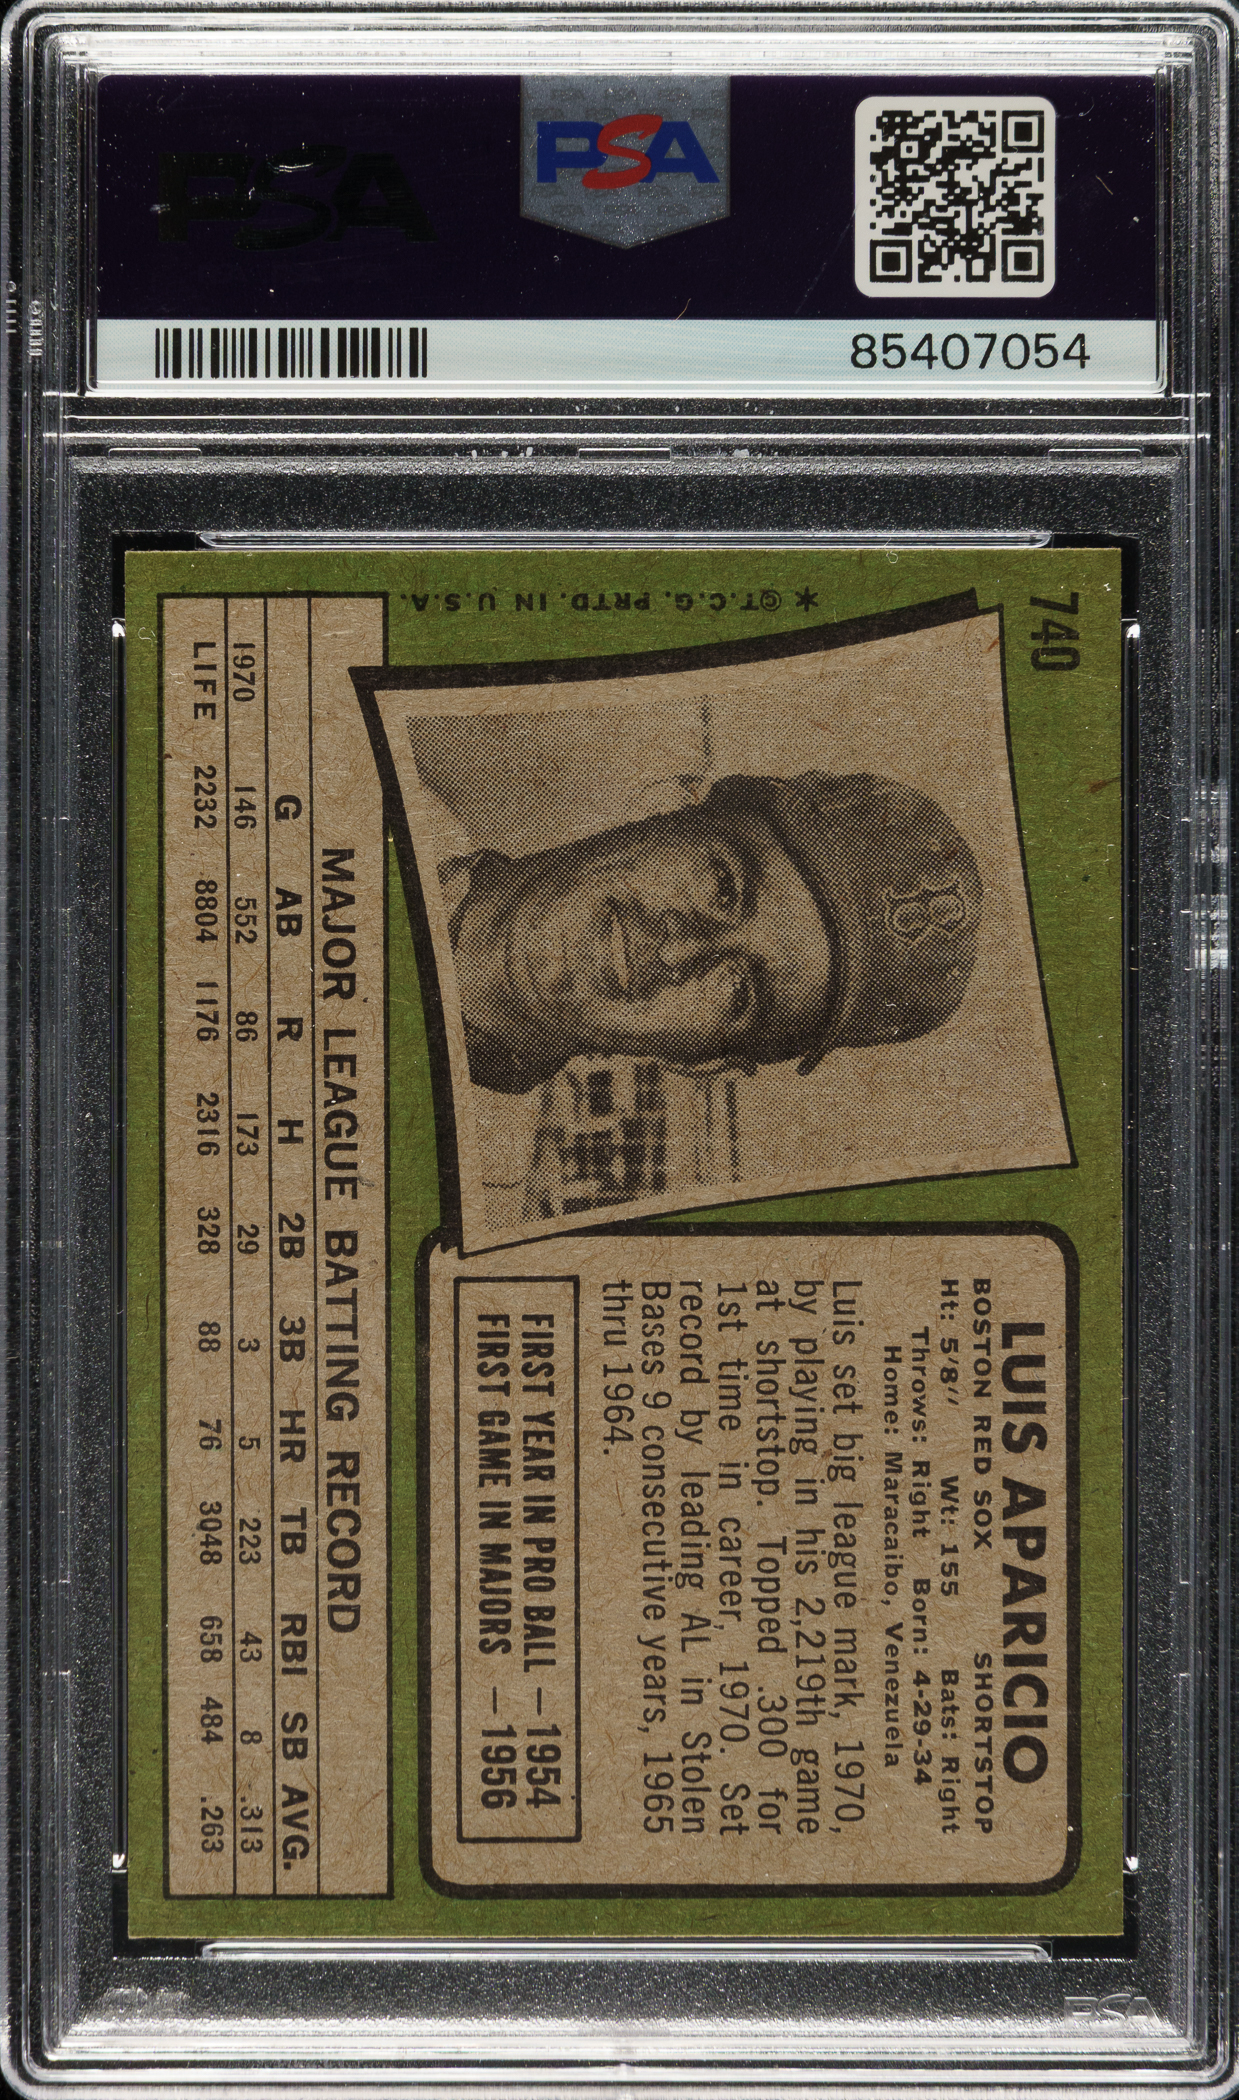 PSA
PSA
85407054
740
LUIS APARICIO
BOSTON RED SOX SHORTSTOP
Ht: 5'8'' Wt: 155 Bats: Right
Throws: Right Born: 4-29-34
Home: Maracaibo, Venezuela
Luis set big league mark, 1970,
by playing in his 2,219th game
at shortstop. Topped .300 for
1st time in career, 1970. Set
record by leading AL in Stolen
Bases 9 consecutive years, 1965
thru 1964.
FIRST YEAR IN PRO BALL —1954
FIRST GAME IN MAJORS —1956
B
*©T.C.G. PRTD. IN U.S.A.
MAJOR LEAGUE BATTING RECORD
G AB R H 2B 3B HR TB RBI SB AVG.
1970 146 552 86 173 29 3 5 223 43 8 .313
LIFE 2232 8804 1176 2316 328 88 76 3048 658 484 .263
PSA